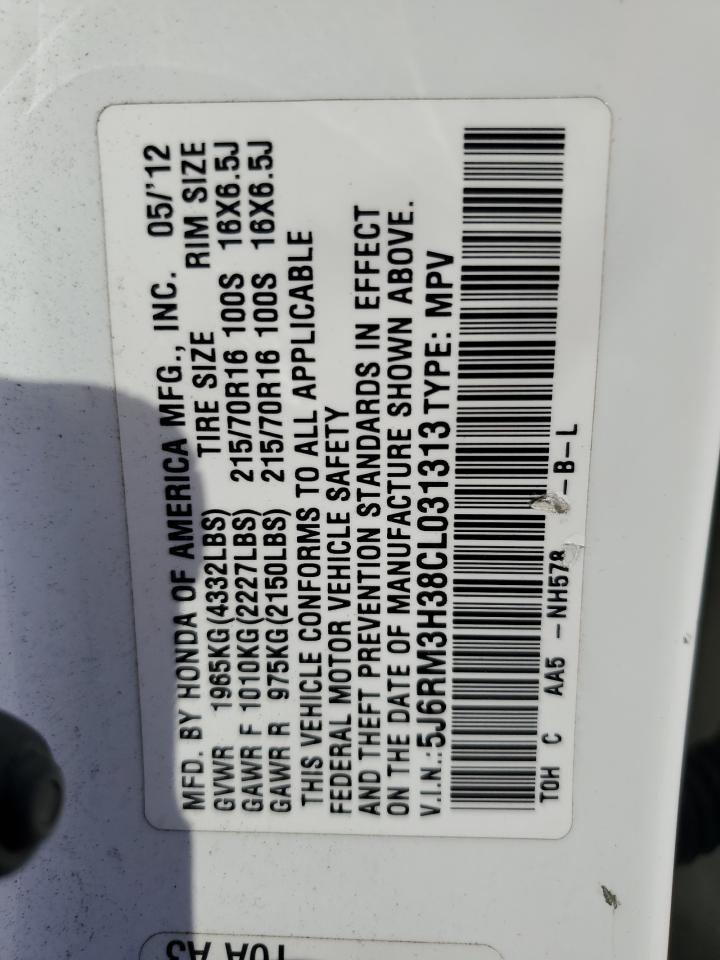 MFD. BY HONDA OF AMERICA MFG., INC. 05/'12
GVWR 1965KG(4332LBS) TIRE SIZE RIM SIZE
GAWR F 1010KG(2227LBS) 215/70R16 100S 16X6.5J
GAWR R 975KG(2150LBS) 215/70R16 100S 16X6.5J
THIS VEHICLE CONFORMS TO ALL APPLICABLE
FEDERAL MOTOR VEHICLE SAFETY
AND THEFT PREVENTION STANDARDS IN EFFECT
ON THE DATE OF MANUFACTURE SHOWN ABOVE.
V.I.N.:5J6RM3H38CL031313 TYPE: MPV
TOH C AA5 -NH578 -B-L